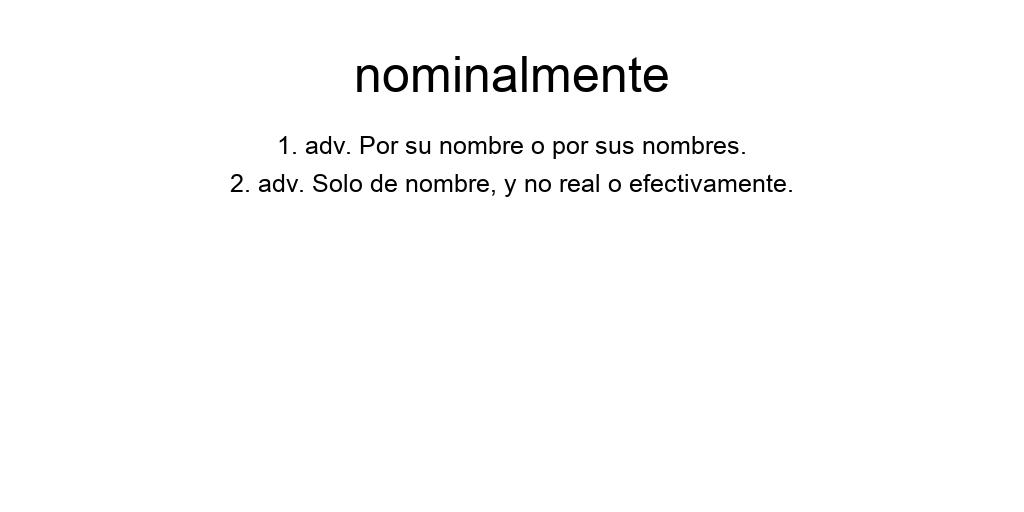 nominalmente
1. adv. Por su nombre o por sus nombres.
2. adv. Solo de nombre, y no real o efectivamente.